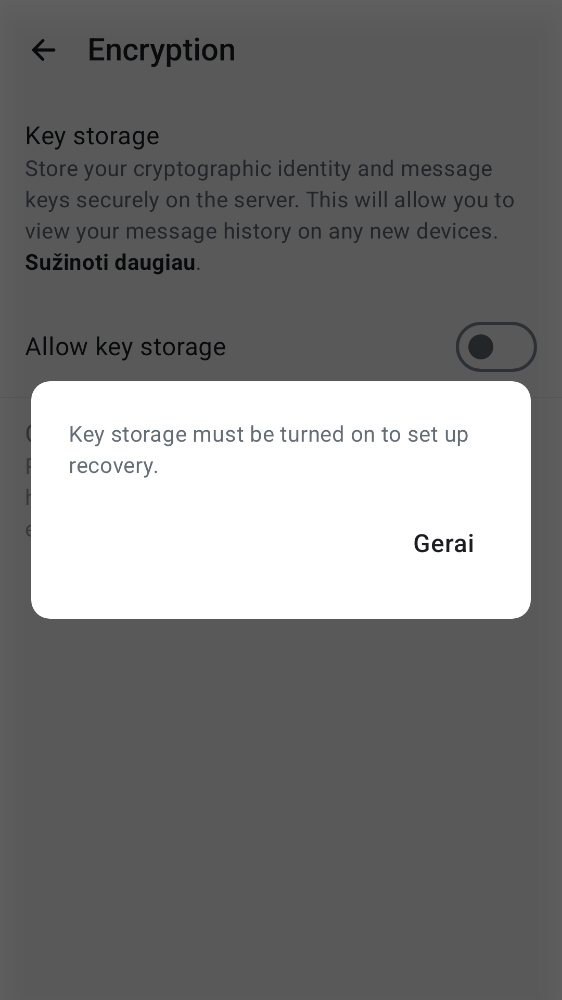 Encryption
Key storage
Store your cryptographic identity and message
keys securely on the server. This will allow you to
view your message history on any new devices.
Sužinoti daugiau.
Allow key storage
Key storage must be turned on to set up
recovery.
Gerai